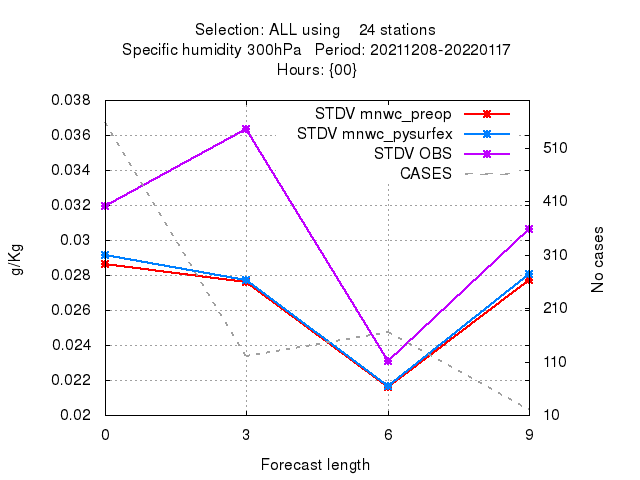 Selection: ALL using    24 stations
Specific humidity 300hPa   Period: 20211208-20220117
Hours: {00}
STDV mnwc_preop
STDV mnwc_pysurfex
STDV OBS
CASES
0.038
0.036
0.034
0.032
0.03
0.028
0.026
0.024
0.022
0.02
g/Kg
510
410
310
210
110
10
No cases
0 3 6 9
Forecast length